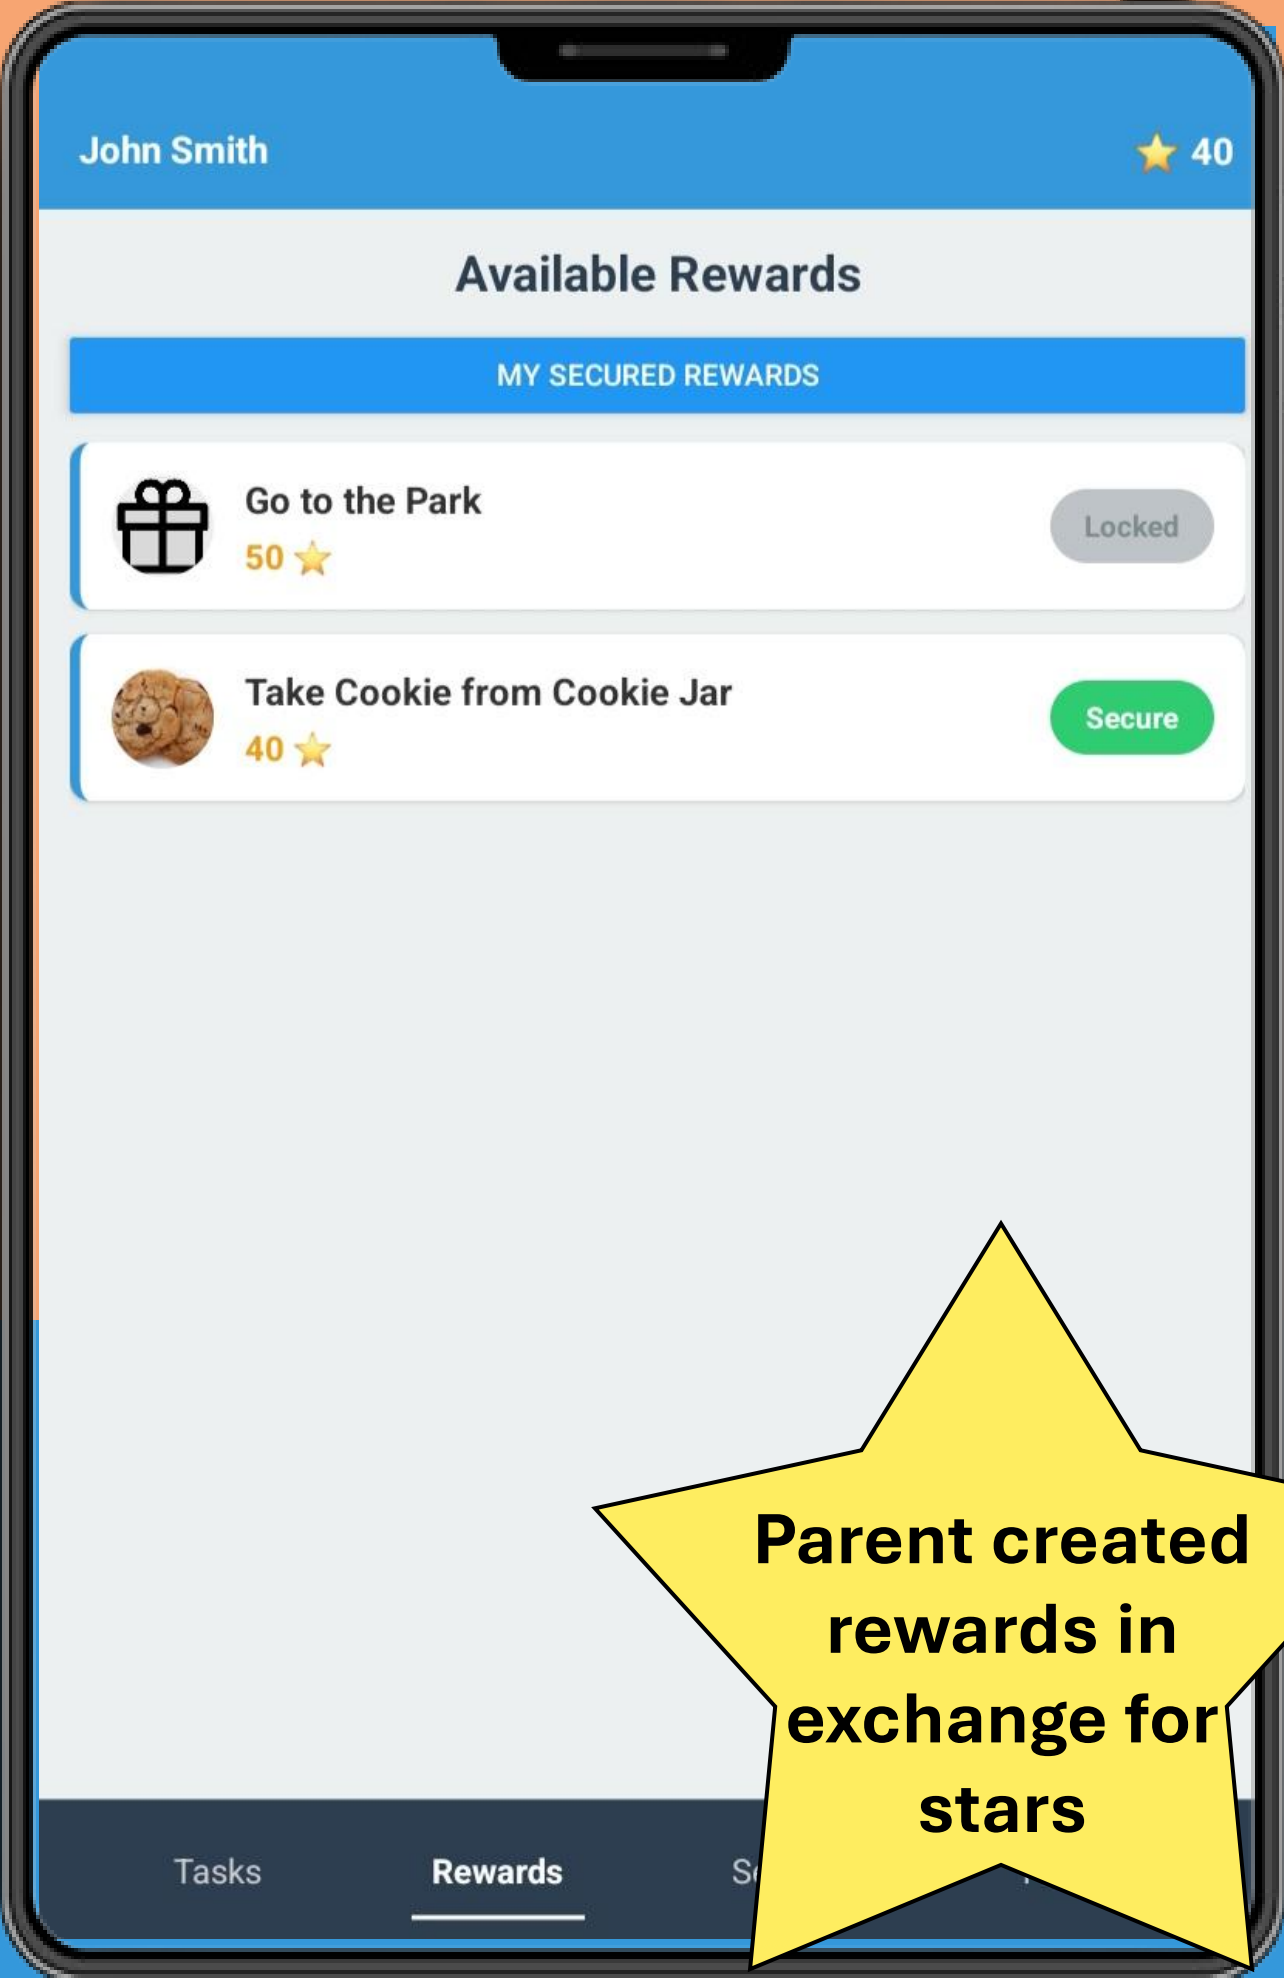 John Smith
40
Available Rewards
MY SECURED REWARDS
Go to the Park
50
Locked
Take Cookie from Cookie Jar
40
Secure
Parent created
rewards in
exchange for
stars
Tasks
Rewards